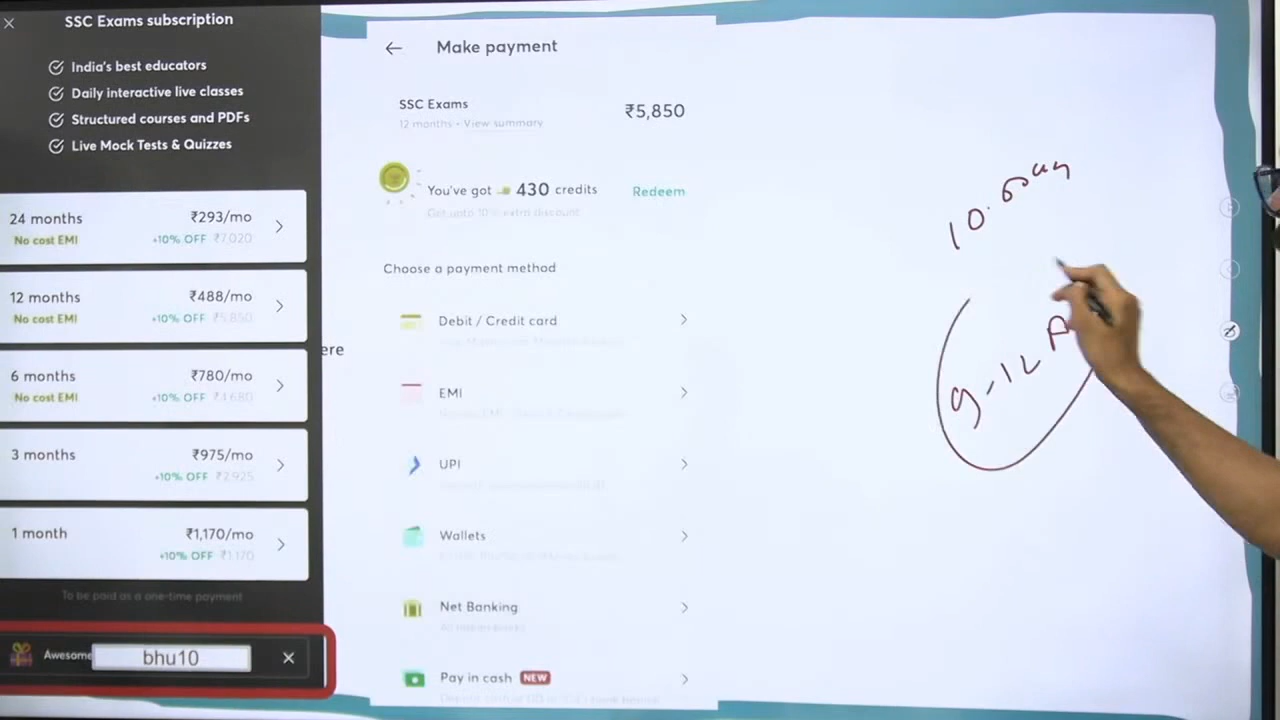 SSC Exams subscription
India's best educators
Daily interactive live classes
Structured courses and PDFs
Live Mock Tests & Quizzes
24 months ₹293/mo
No cost EMI +10% OFF ₹7,020
12 months ₹488/mo
No cost EMI +10% OFF ₹5,850
6 months ₹780/mo
No cost EMI +10% OFF ₹4,680
3 months ₹975/mo
+10% OFF ₹2,925
1 month ₹1,170/mo
+10% OFF ₹1,170
To be paid as a one-time payment
Awesome bhu10
ere
Make payment
SSC Exams ₹5,850
12 months • View summary
You've got 430 credits Redeem
Get upto 10% extra discount
Choose a payment method
Debit / Credit card
EMI
UPI
Wallets
Net Banking
Pay in cash NEW
10.
9-12 A